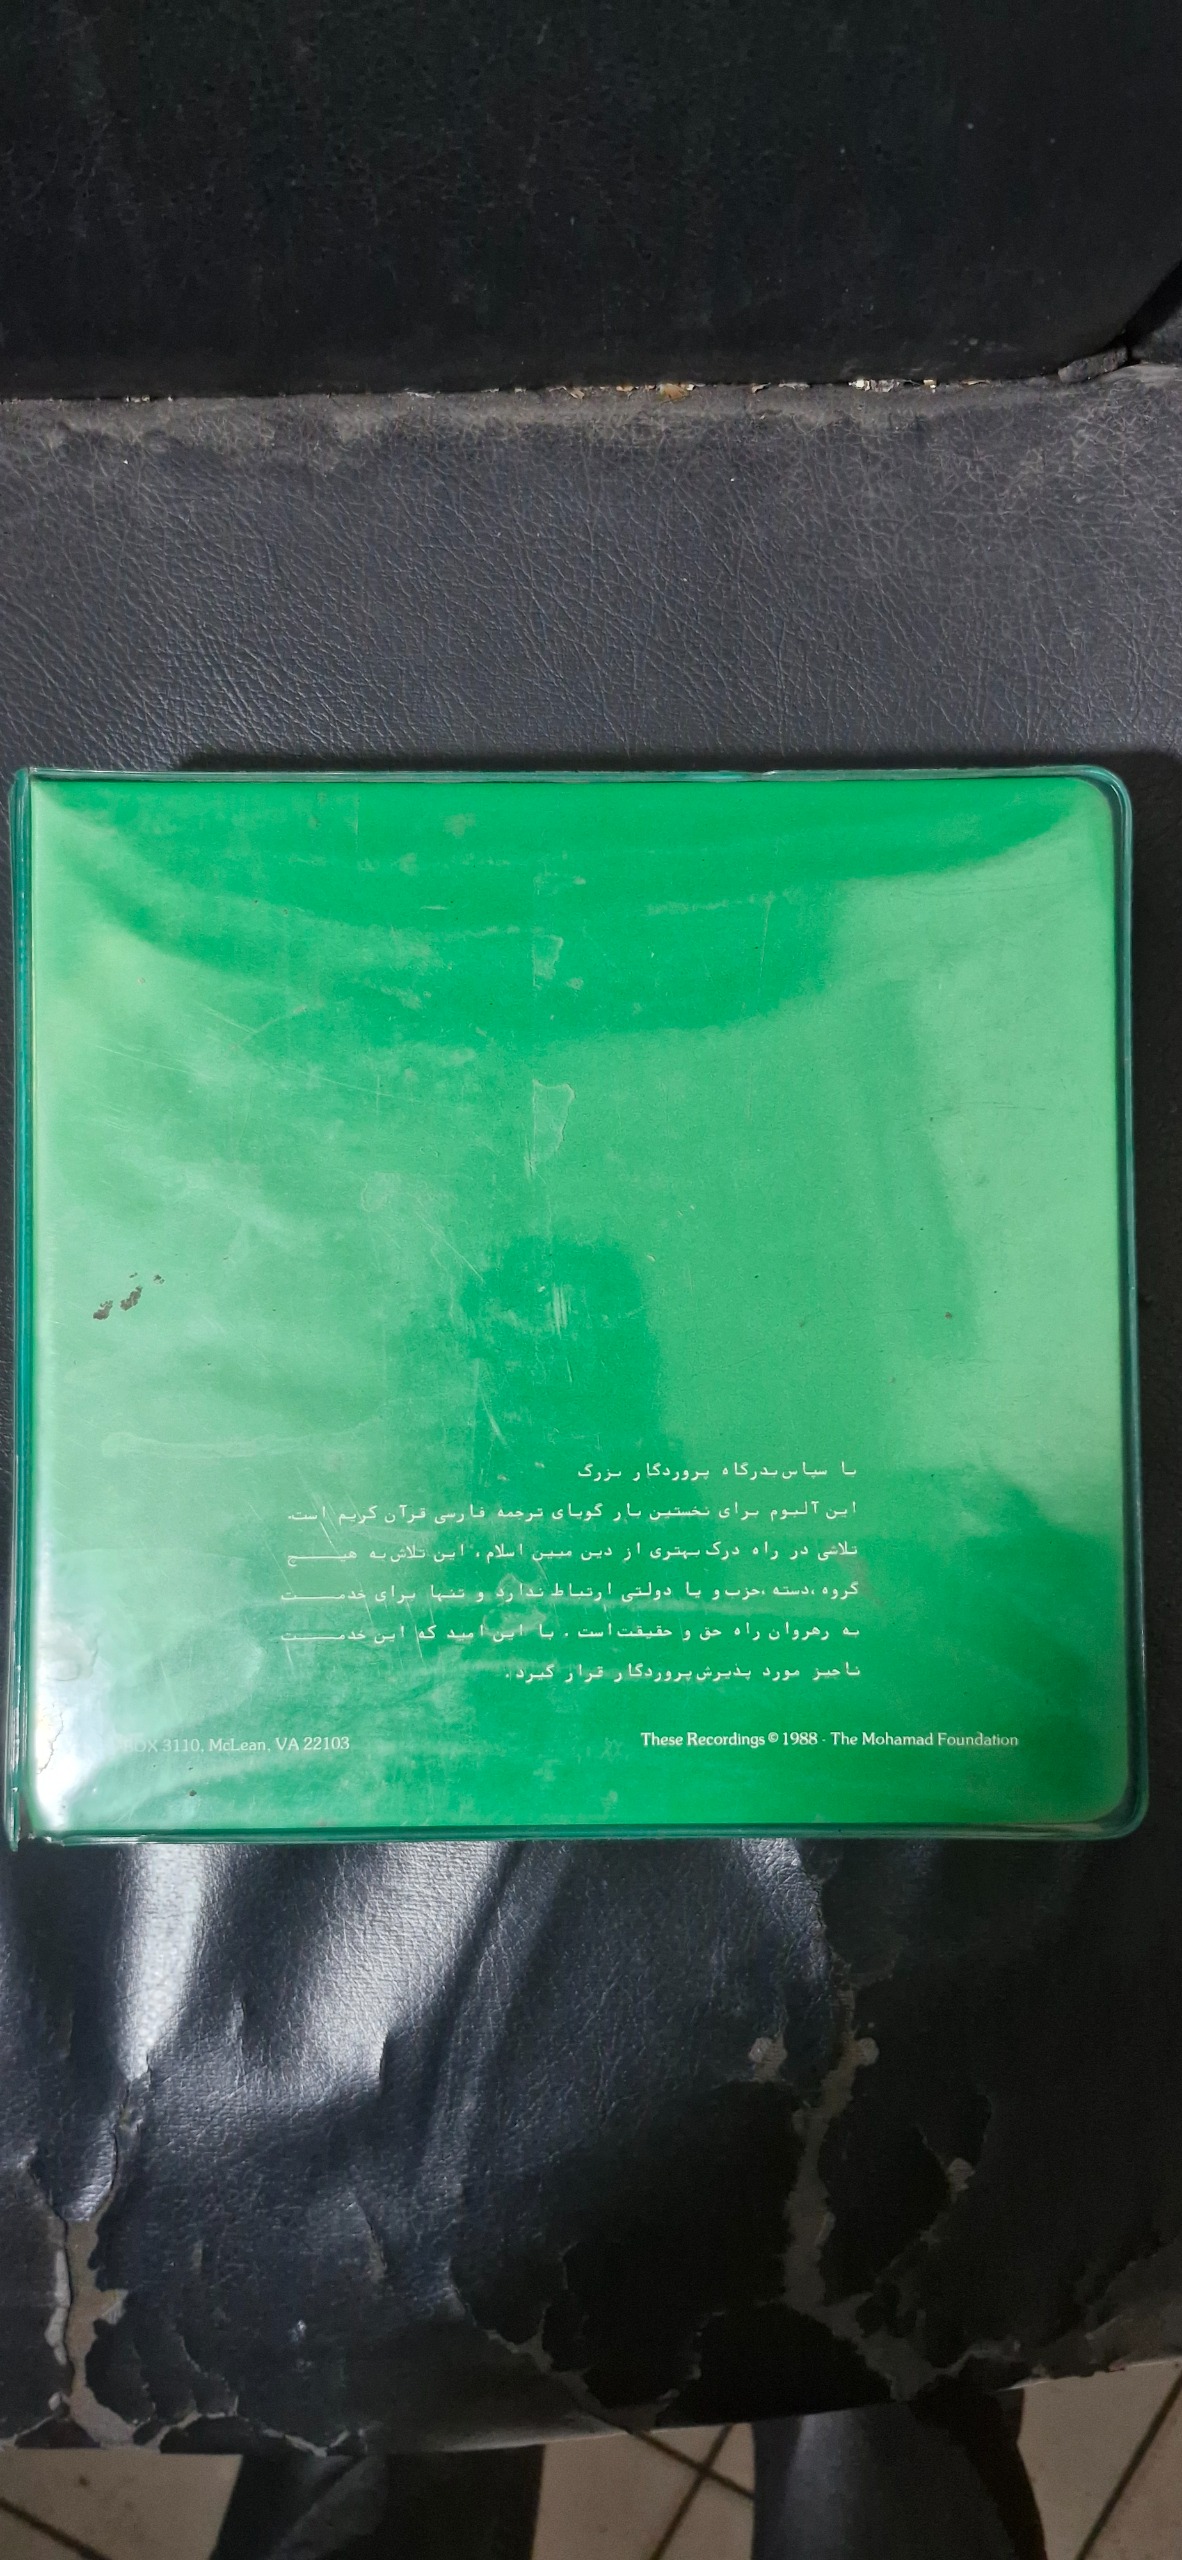 با سپاس بدرگاه پروردگار بزرگ
این آلبوم برای نخستین بار گویای ترجمه فارسی قرآن کریم است.
تلاشی در راه درک بهتری از دین مبین اسلام، این تلاش به هیـــــچ
گروه ،دسته ،حزب و یا دولتی ارتباط ندارد و تنها برای خدمـــــت
به رهروان راه حق و حقیقت است . با این امید که این خدمـــــت
ناچیز مورد پذیرش پروردگار قرار گیرد .
3110, McLean, VA 22103
These Recordings © 1988 - The Mohamad Foundation